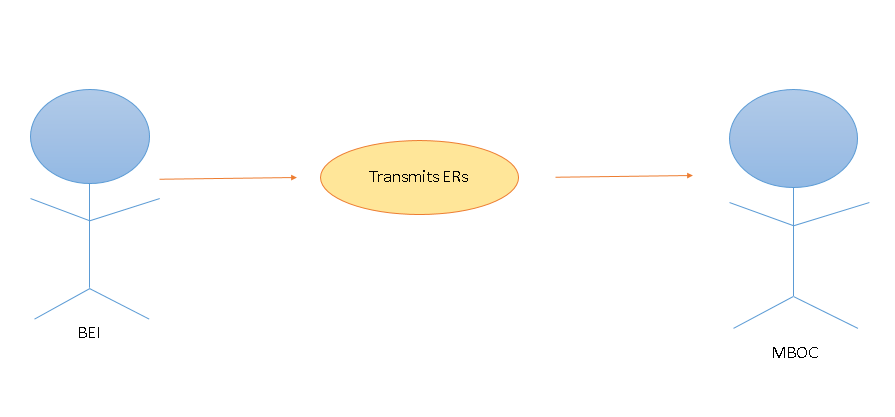 Transmits ERs
BEI
MBOC